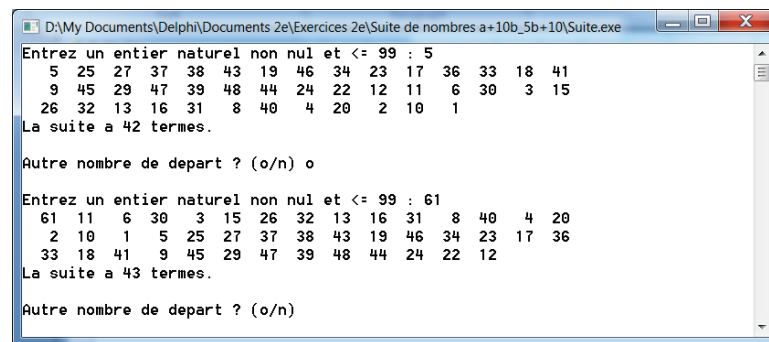 D:\My Documents\Delphi\Documents 2e\Exercices 2e\Suite de nombres a+10b_5b+10\Suite.exe
Entrez un entier naturel non nul et <= 99 : 5
5 25 27 37 38 43 19 46 34 23 17 36 33 18 41
9 45 29 47 39 48 44 24 22 12 11 6 30 3 15
26 32 13 16 31 8 40 4 20 2 10 1
La suite a 42 termes.
Autre nombre de depart ? (o/n) o
Entrez un entier naturel non nul et <= 99 : 61
61 11 6 30 3 15 26 32 13 16 31 8 40 4 20
2 10 1 5 25 27 37 38 43 19 46 34 23 17 36
33 18 41 9 45 29 47 39 48 44 24 22 12
La suite a 43 termes.
Autre nombre de depart ? (o/n)